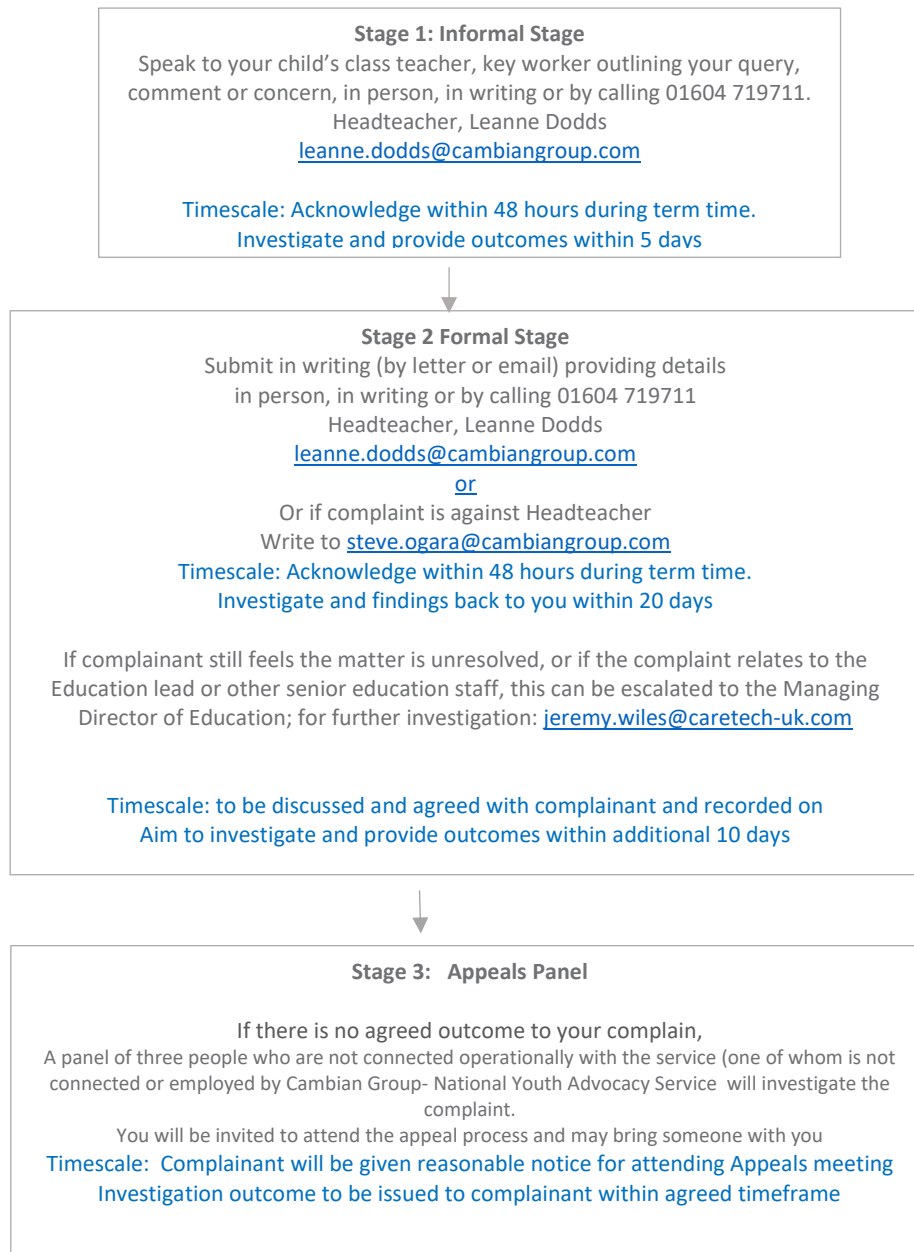 Stage 1: Informal Stage
Speak to your child’s class teacher, key worker outlining your query,
comment or concern, in person, in writing or by calling 01604 719711.
Headteacher, Leanne Dodds
leanne.dodds@cambiangroup.com
Timescale: Acknowledge within 48 hours during term time.
Investigate and provide outcomes within 5 days
Stage 2 Formal Stage
Submit in writing (by letter or email) providing details
in person, in writing or by calling 01604 719711
Headteacher, Leanne Dodds
leanne.dodds@cambiangroup.com
or
Or if complaint is against Headteacher
Write to steve.ogara@cambiangroup.com
Timescale: Acknowledge within 48 hours during term time.
Investigate and findings back to you within 20 days
If complainant still feels the matter is unresolved, or if the complaint relates to the
Education lead or other senior education staff, this can be escalated to the Managing
Director of Education; for further investigation: jeremy.wiles@caretech-uk.com
Timescale: to be discussed and agreed with complainant and recorded on
Aim to investigate and provide outcomes within additional 10 days
Stage 3: Appeals Panel
If there is no agreed outcome to your complain,
A panel of three people who are not connected operationally with the service (one of whom is not
connected or employed by Cambian Group- National Youth Advocacy Service will investigate the
complaint.
You will be invited to attend the appeal process and may bring someone with you
Timescale: Complainant will be given reasonable notice for attending Appeals meeting
Investigation outcome to be issued to complainant within agreed timeframe